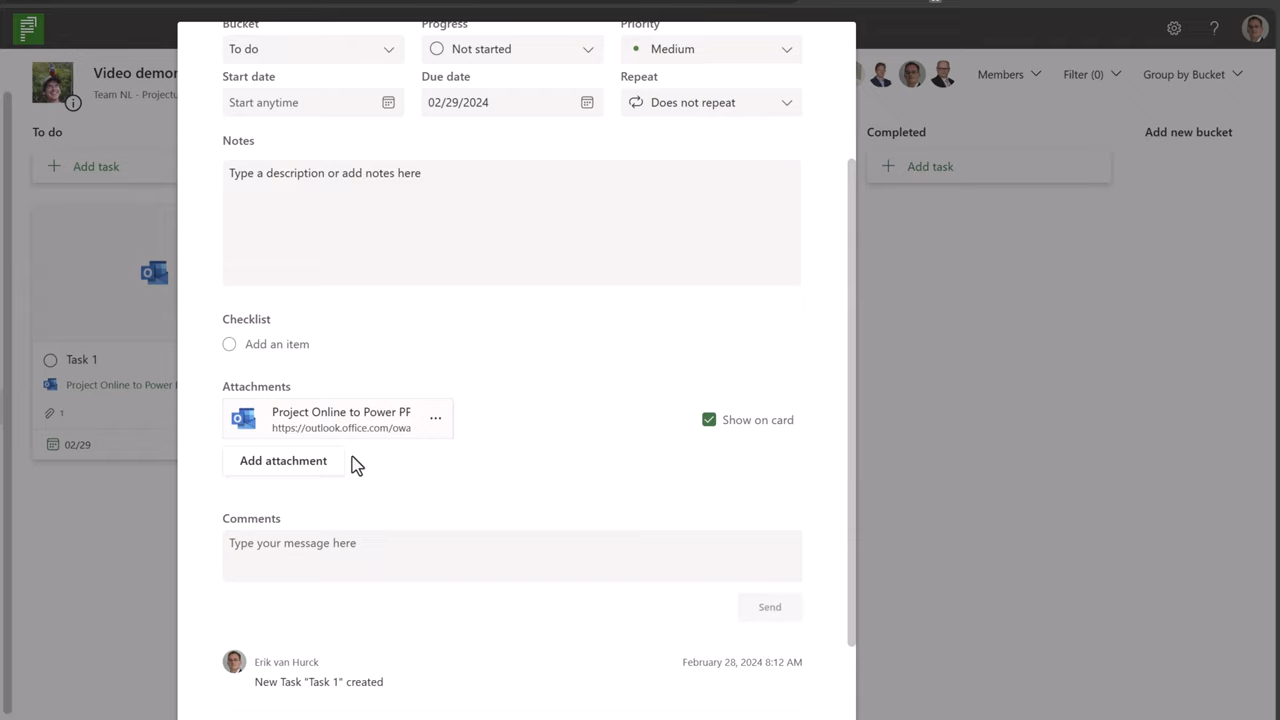 Bucket
Progress
Priority
To do
Not started
Medium
Start date
Due date
Repeat
Start anytime
02/29/2024
Does not repeat
Notes
Type a description or add notes here
Checklist
Add an item
Attachments
Project Online to Power PF
https://outlook.office.com/owa
Show on card
Add attachment
Comments
Type your message here
Send
Erik van Hurck
February 28, 2024 8:12 AM
New Task "Task 1" created
Video demon
Team NL - Projectu
Members
Filter (0)
Group by Bucket
To do
Add task
Task 1
Project Online to Power P
1
02/29
Completed
Add task
Add new bucket